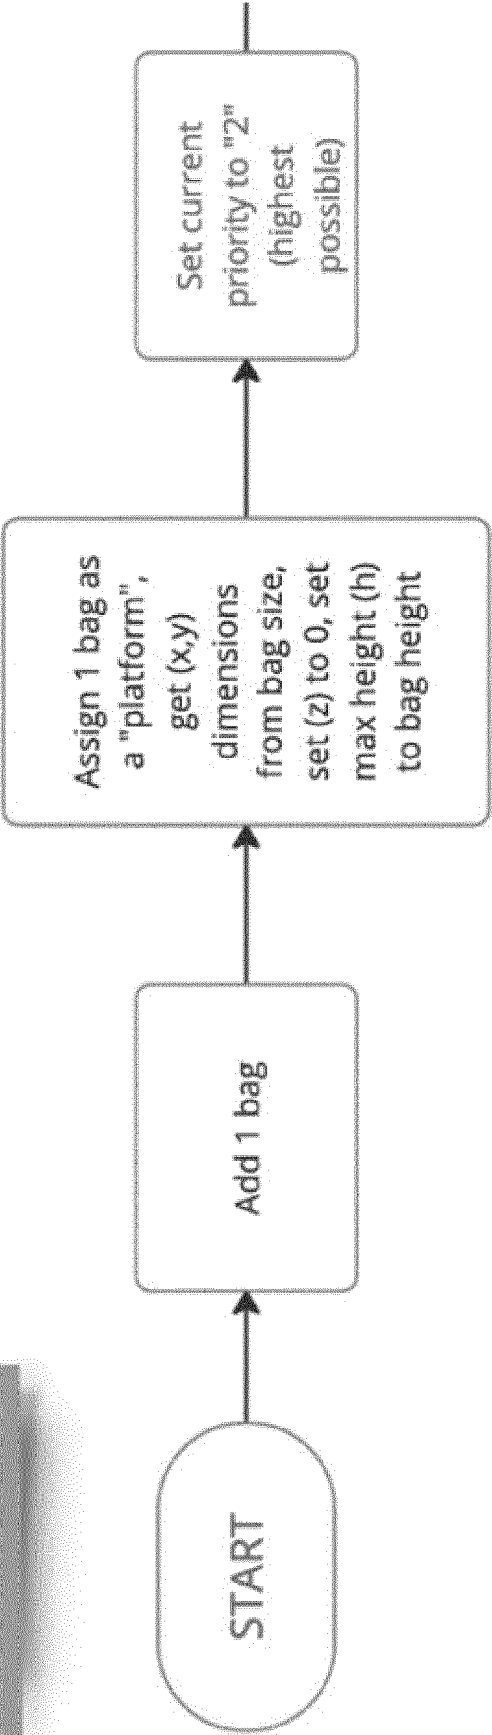 START
Add 1 bag
Assign 1 bag as
a "platform",
get (x,y)
dimensions
from bag size,
set (z) to 0, set
max height (h)
to bag height
Set current
priority to "2"
(highest
possible)